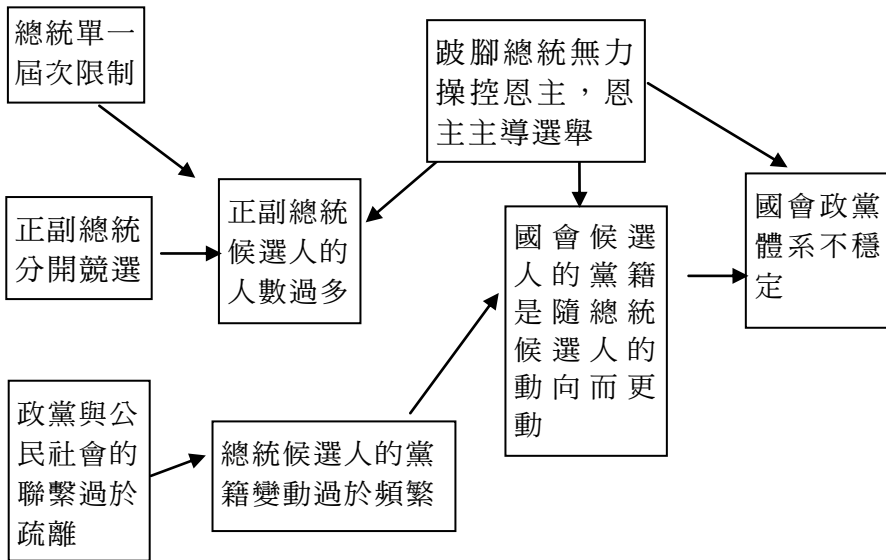 總統單一
屆次限制
跛腳總統無力
操控恩主，恩
主主導選舉
正副總統
分開競選
正副總統
候選人的
人數過多
國會候選
人的黨籍
是隨總統
候選人的
動向而更
動
國會政黨
體系不穩
定
政黨與公
民社會的
聯繫過於
疏離
總統候選人的黨
籍變動過於頻繁